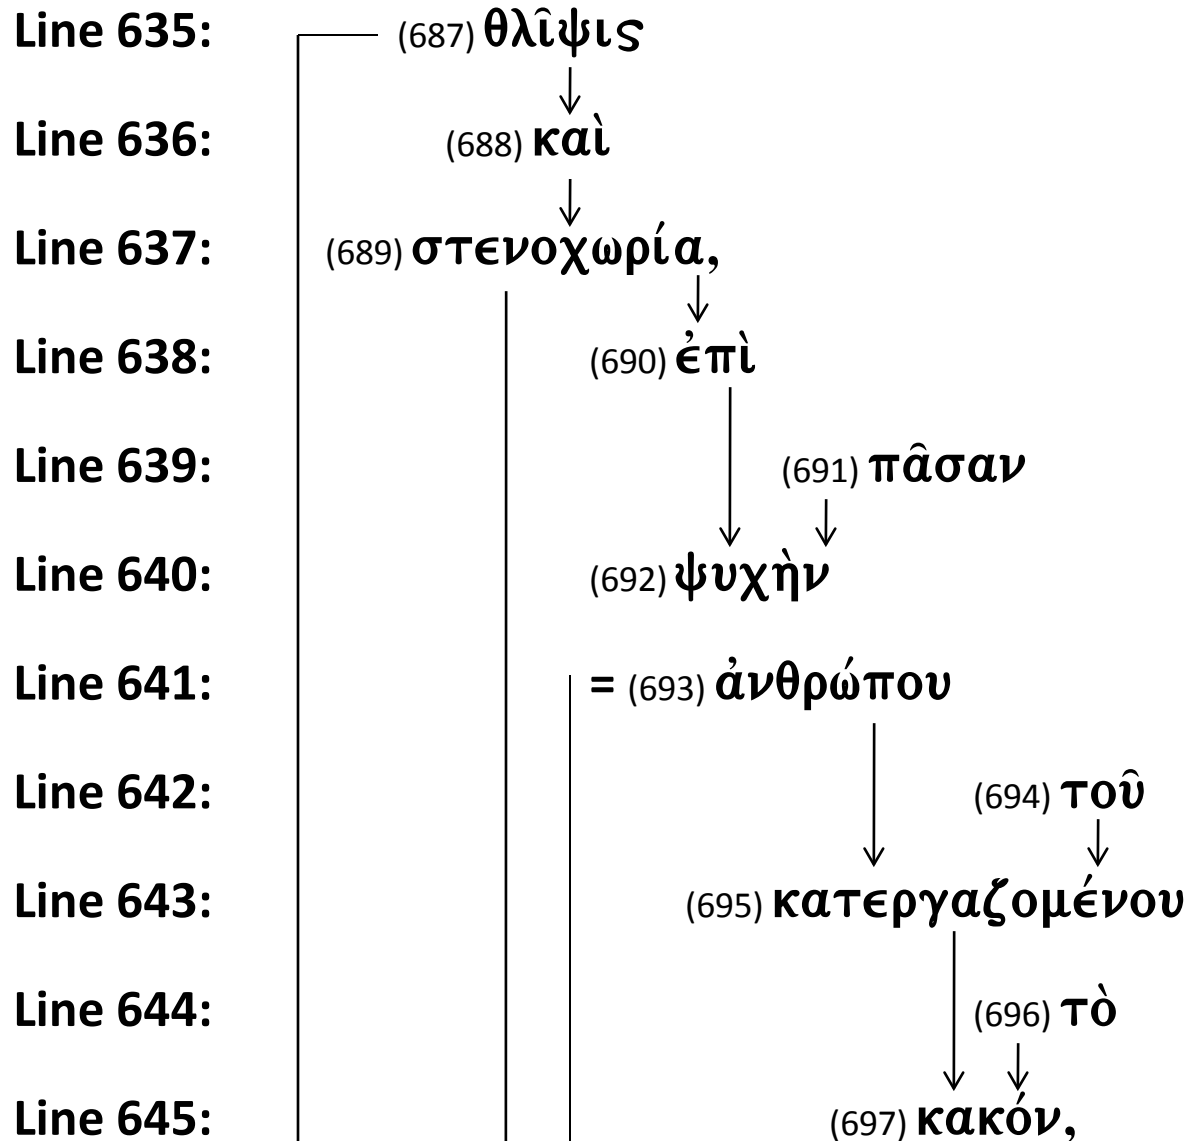 Line 635: (687) θλῖψις
Line 636: (688) καὶ
Line 637: (689) στενοχωρία,
Line 638: (690) ἐπὶ
Line 639: (691) πᾶσαν
Line 640: (692) ψυχὴν
Line 641: = (693) ἀνθρώπου
Line 642: (694) τοῦ
Line 643: (695) κατεργαζομένου
Line 644: (696) τὸ
Line 645: (697) κακόν,